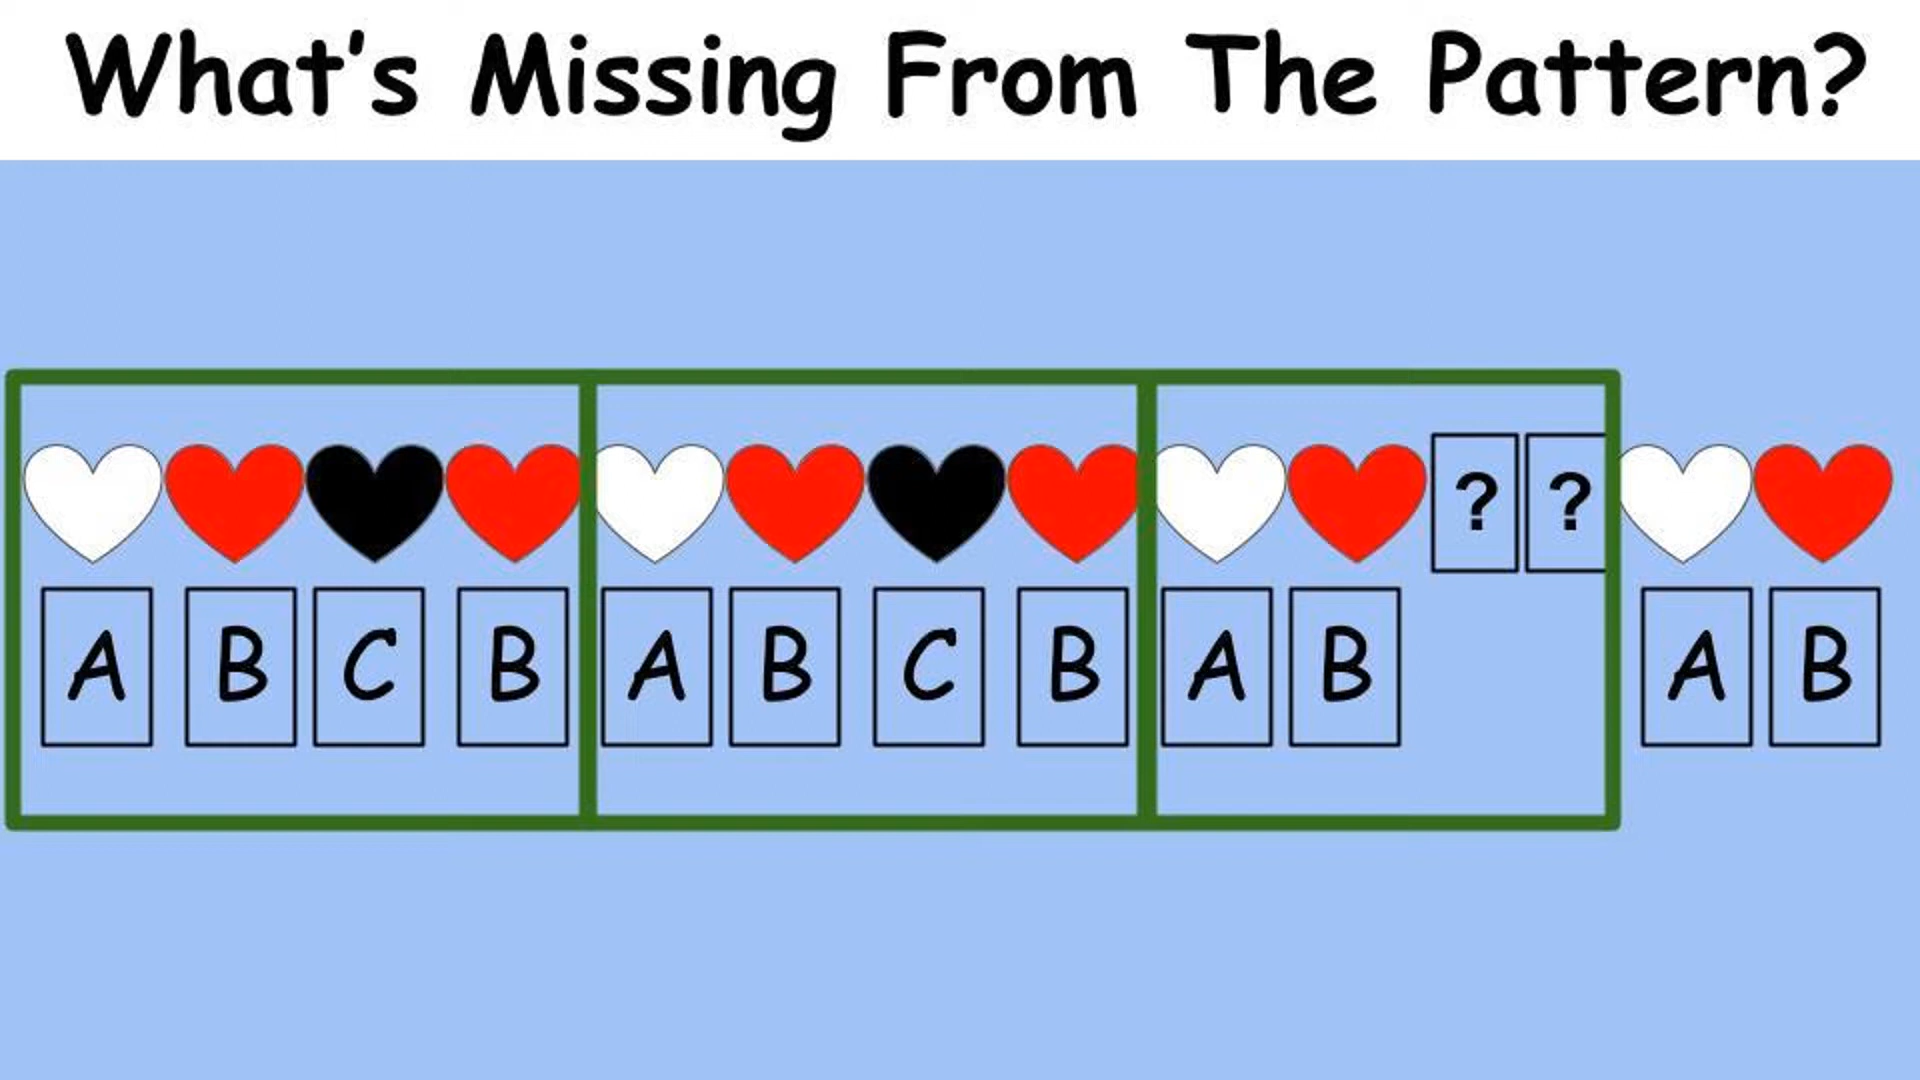 What's Missing From The Pattern?
? ?
A B C B A B C B A B A B